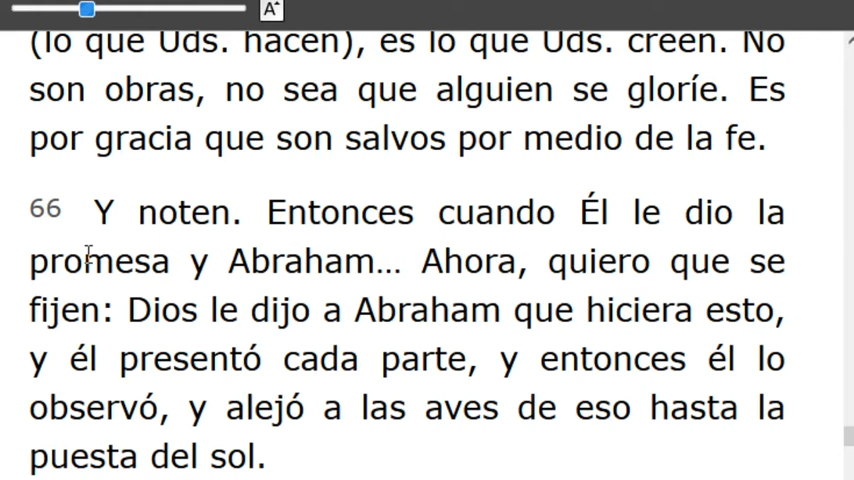 A
(lo que Uds. hacen), es lo que Uds. creen. No
son obras, no sea que alguien se gloríe. Es
por gracia que son salvos por medio de la fe.
66 Y noten. Entonces cuando Él le dio la
promesa y Abraham... Ahora, quiero que se
fijen: Dios le dijo a Abraham que hiciera esto,
y él presentó cada parte, y entonces él lo
observó, y alejó a las aves de eso hasta la
puesta del sol.